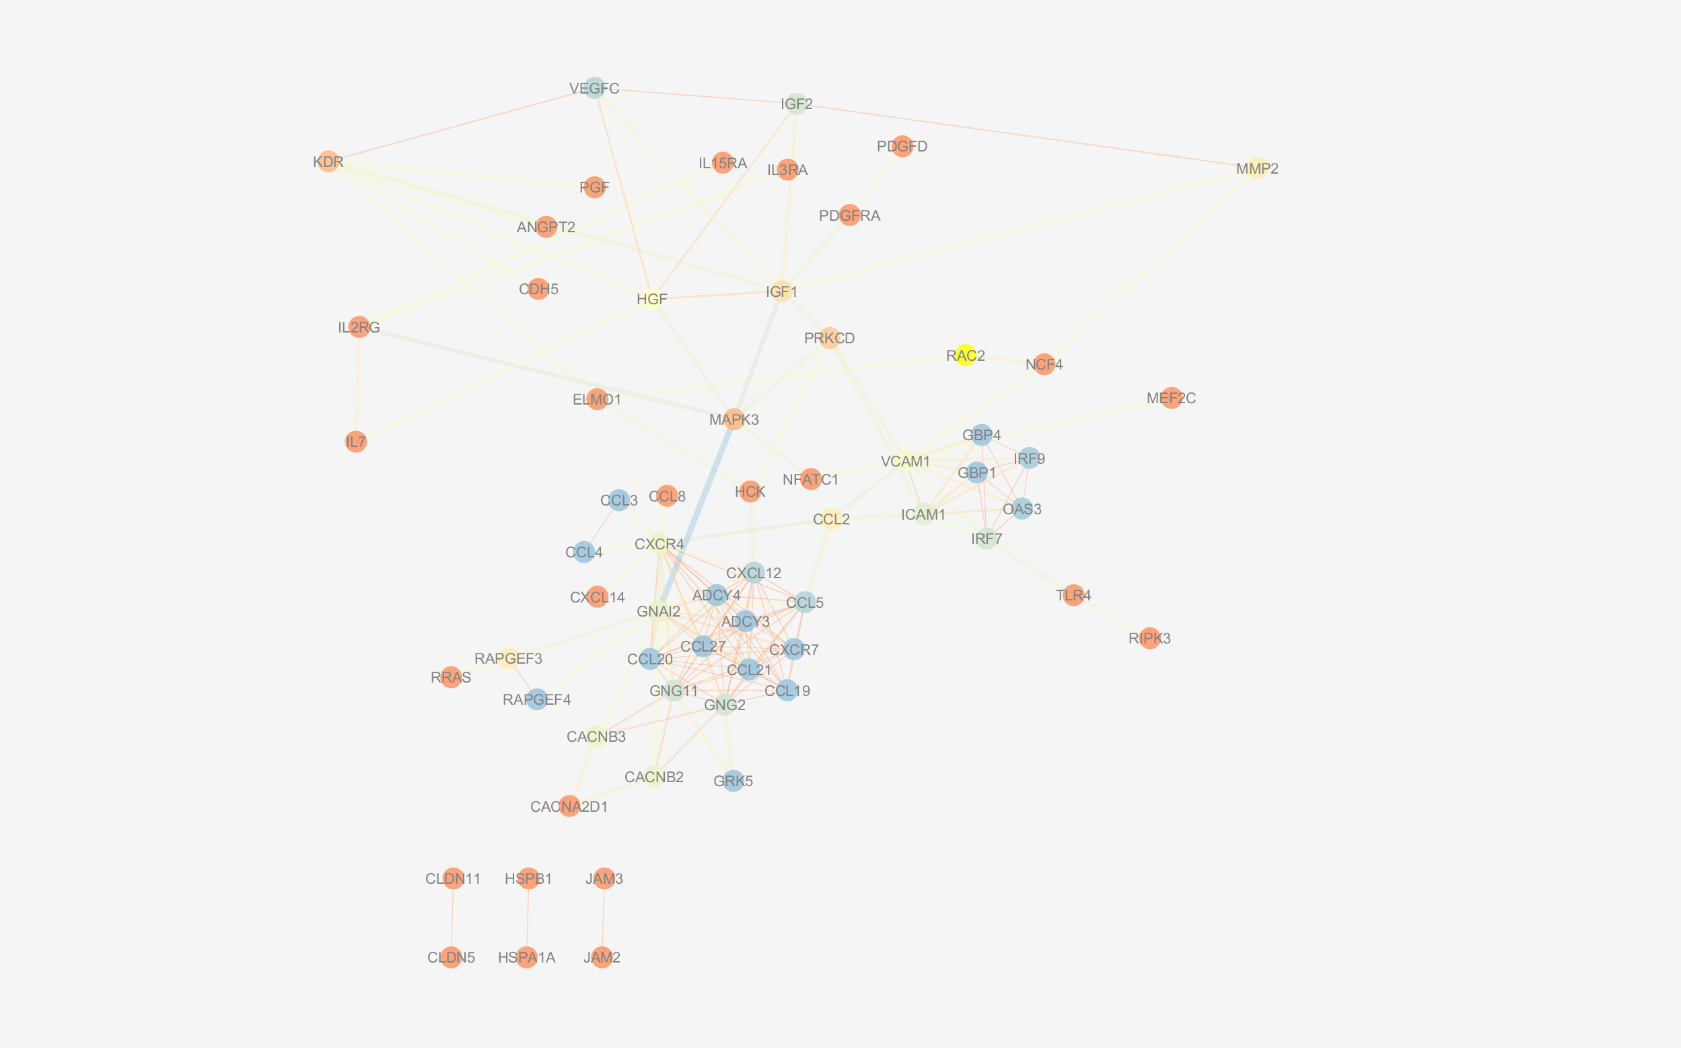 VEGFC
IGF2
PDGFD
KDR
IL15RA
IL3RA
MMP2
PGF
PDGFRA
ANGPT2
CDH5
HGF
IGF1
IL2RG
PRKCD
RAC2
NCF4
ELMO1
MEF2C
MAPK3
IL7
GBP4
VCAM1
IRF9
GBP1
NFATC1
HCK
CCL3
CCL8
OAS3
ICAM1
CCL2
IRF7
CXCR4
CCL4
CXCL12
ADCY4
CXCL14
TLR4
CCL5
GNAI2
ADCY3
RIPK3
CCL27
CXCR7
RAPGEF3
CCL20
CCL21
RRAS
GNG11
CCL19
RAPGEF4
GNG2
CACNB3
CACNB2
GRK5
CACNA2D1
CLDN11
HSPB1
JAM3
CLDN5
HSPA1A
JAM2